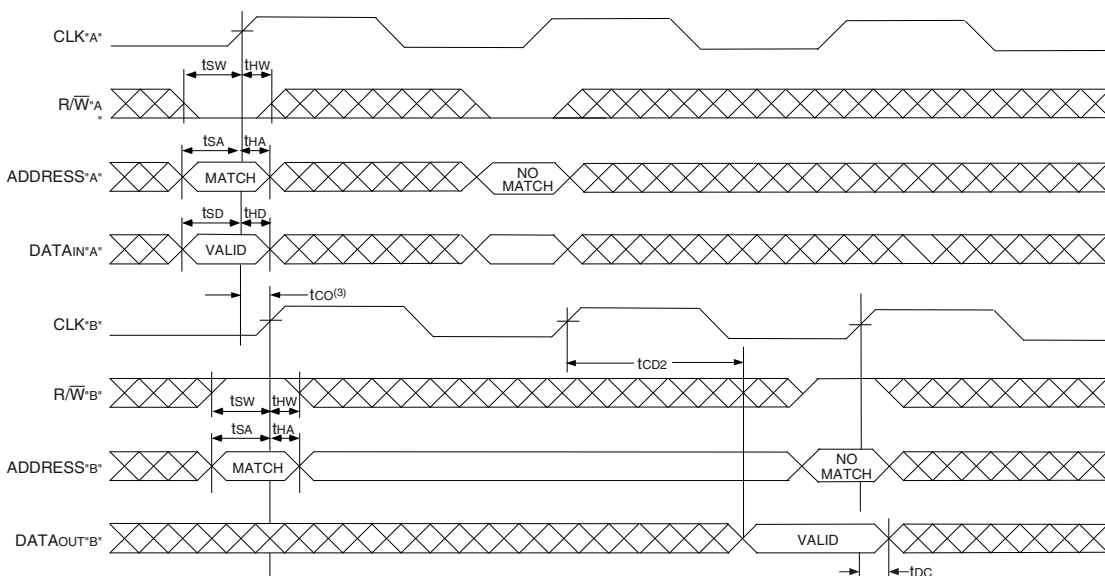 CLK"A"
tSW tHW
R/W"A"
tSA tHA
ADDRESS"A" MATCH NO MATCH
tSD tHD
DATAIN"A" VALID
tCO(3)
CLK"B"
tCD2
R/W"B"
tSW tHW
tSA tHA
ADDRESS"B" MATCH NO MATCH
DATAOUT"B" VALID
tDC